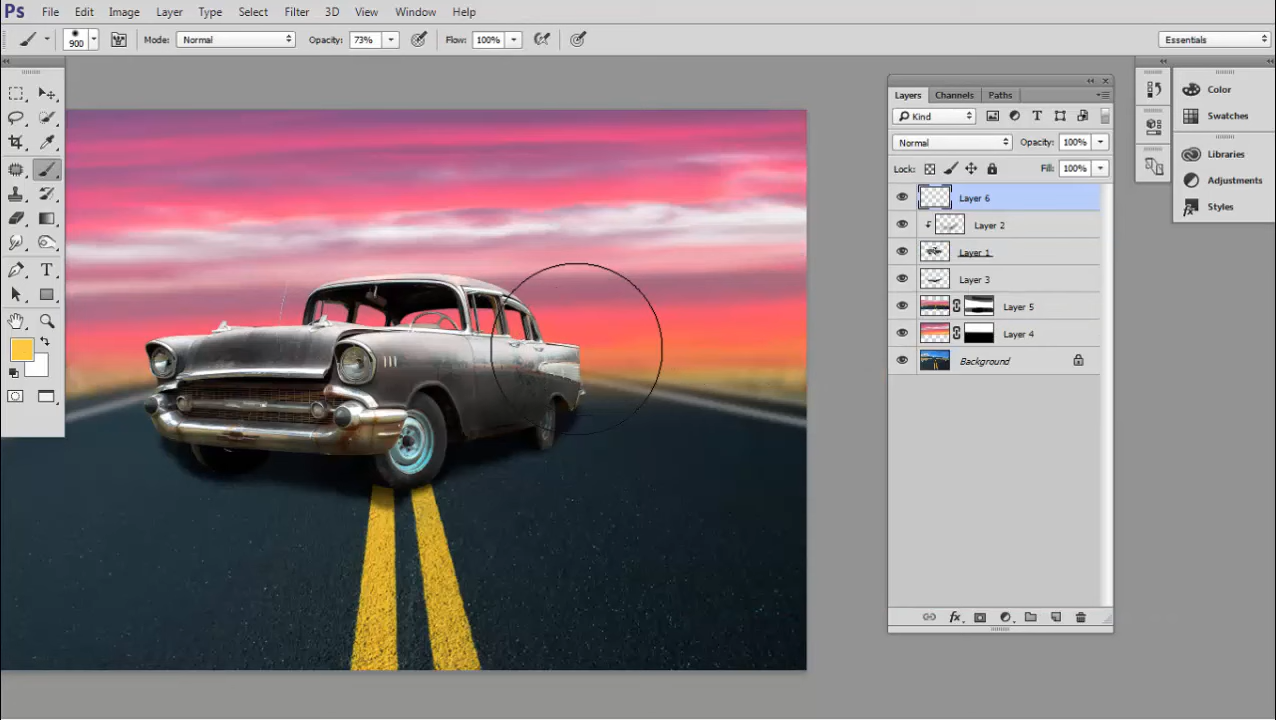 Ps File Edit Image Layer Type Select Filter 3D View Window Help
900 Mode: Normal Opacity: 73% Flow: 100% Essentials
Layers Channels Paths
Kind
Normal Opacity: 100%
Lock: Fill: 100%
Layer 6
Layer 2
Layer 1
Layer 3
Layer 5
Layer 4
Background
fx
Color
Swatches
Libraries
Adjustments
Styles